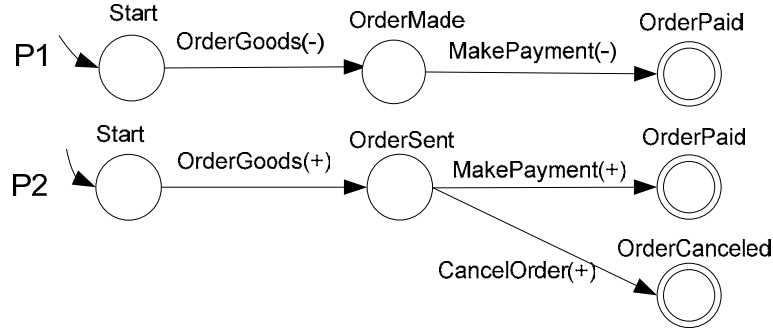 Start
OrderGoods(-)
OrderMade
MakePayment(-)
OrderPaid
P1
Start
OrderGoods(+)
OrderSent
MakePayment(+)
OrderPaid
P2
OrderCanceled
CancelOrder(+)